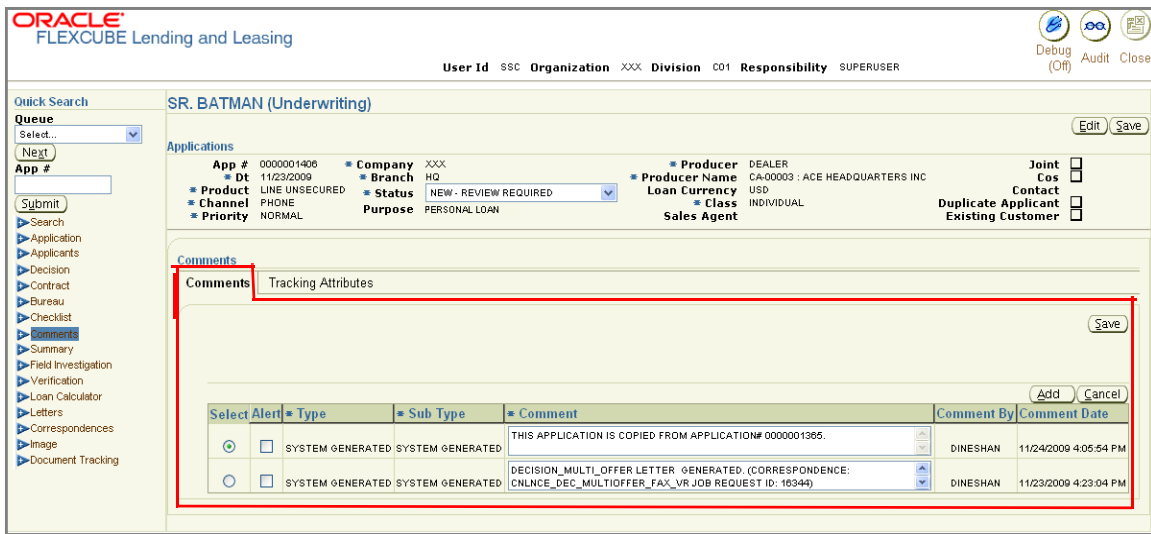 ORACLE
FLEXCUBE Lending and Leasing
Debug (Off)
Audit
Close
User Id SSC Organization XXX Division C01 Responsibility SUPERUSER
Quick Search
Queue
Select...
Next
App #
Submit
Search
Application
Applicants
Decision
Contract
Bureau
Checklist
Comments
Summary
Field Investigation
Verification
Loan Calculator
Letters
Correspondences
Image
Document Tracking
SR. BATMAN (Underwriting)
Edit Save
Applications
App # 0000001406 * Company XXX * Producer DEALER Joint
* Dt 11/23/2009 * Branch HQ * Producer Name CA-00003 : ACE HEADQUARTERS INC Cos
* Product LINE UNSECURED * Status NEW - REVIEW REQUIRED Loan Currency USD Contact
* Channel PHONE Purpose PERSONAL LOAN * Class INDIVIDUAL Duplicate Applicant
* Priority NORMAL Sales Agent Existing Customer
Comments
Comments Tracking Attributes
Save
Add Cancel
Select Alert * Type * Sub Type * Comment Comment By Comment Date
SYSTEM GENERATED SYSTEM GENERATED THIS APPLICATION IS COPIED FROM APPLICATION# 0000001365. DINESHAN 11/24/2009 4:05:54 PM
SYSTEM GENERATED SYSTEM GENERATED DECISION_MULTI_OFFER LETTER GENERATED. (CORRESPONDENCE:
CNLNCE_DEC_MULTIOFFER_FAX_VR JOB REQUEST ID: 16344) DINESHAN 11/23/2009 4:23:04 PM